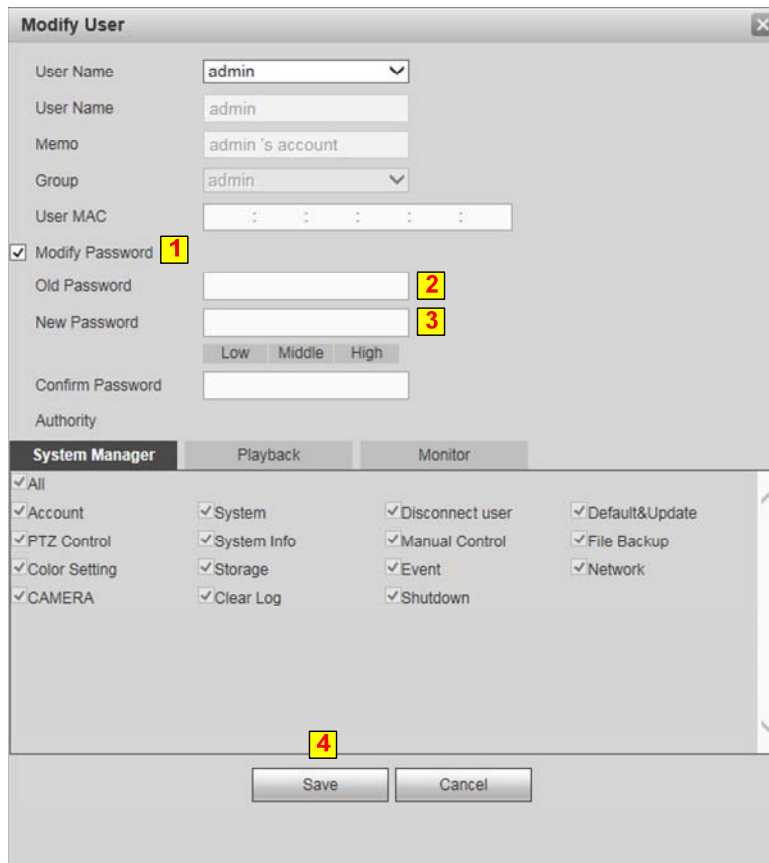 Modify User
User Name admin
User Name admin
Memo admin 's account
Group admin
User MAC : : : : :
Modify Password 1
Old Password 2
New Password 3
Low Middle High
Confirm Password
Authority
System Manager Playback Monitor
All
Account System Disconnect user Default&Update
PTZ Control System Info Manual Control File Backup
Color Setting Storage Event Network
CAMERA Clear Log Shutdown
4
Save Cancel